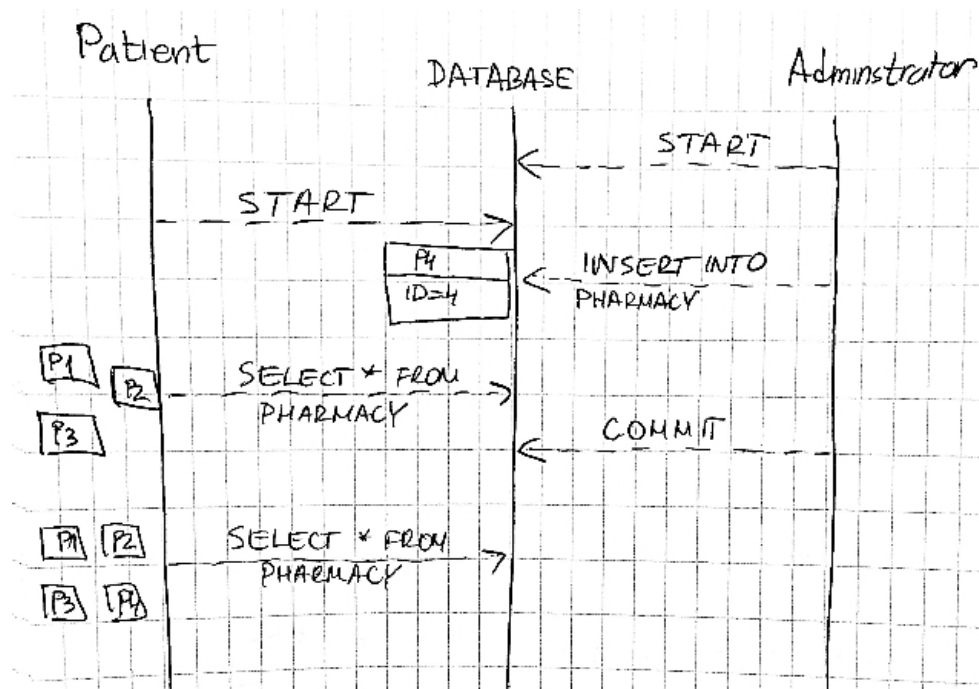 Patient
DATABASE
Adminstrator
START
START
P4
ID=4
INSERT INTO
PHARMACY
P1
P2
P3
SELECT * FROM
PHARMACY
COMMIT
P1 P2
P3 P4
SELECT * FROM
PHARMACY